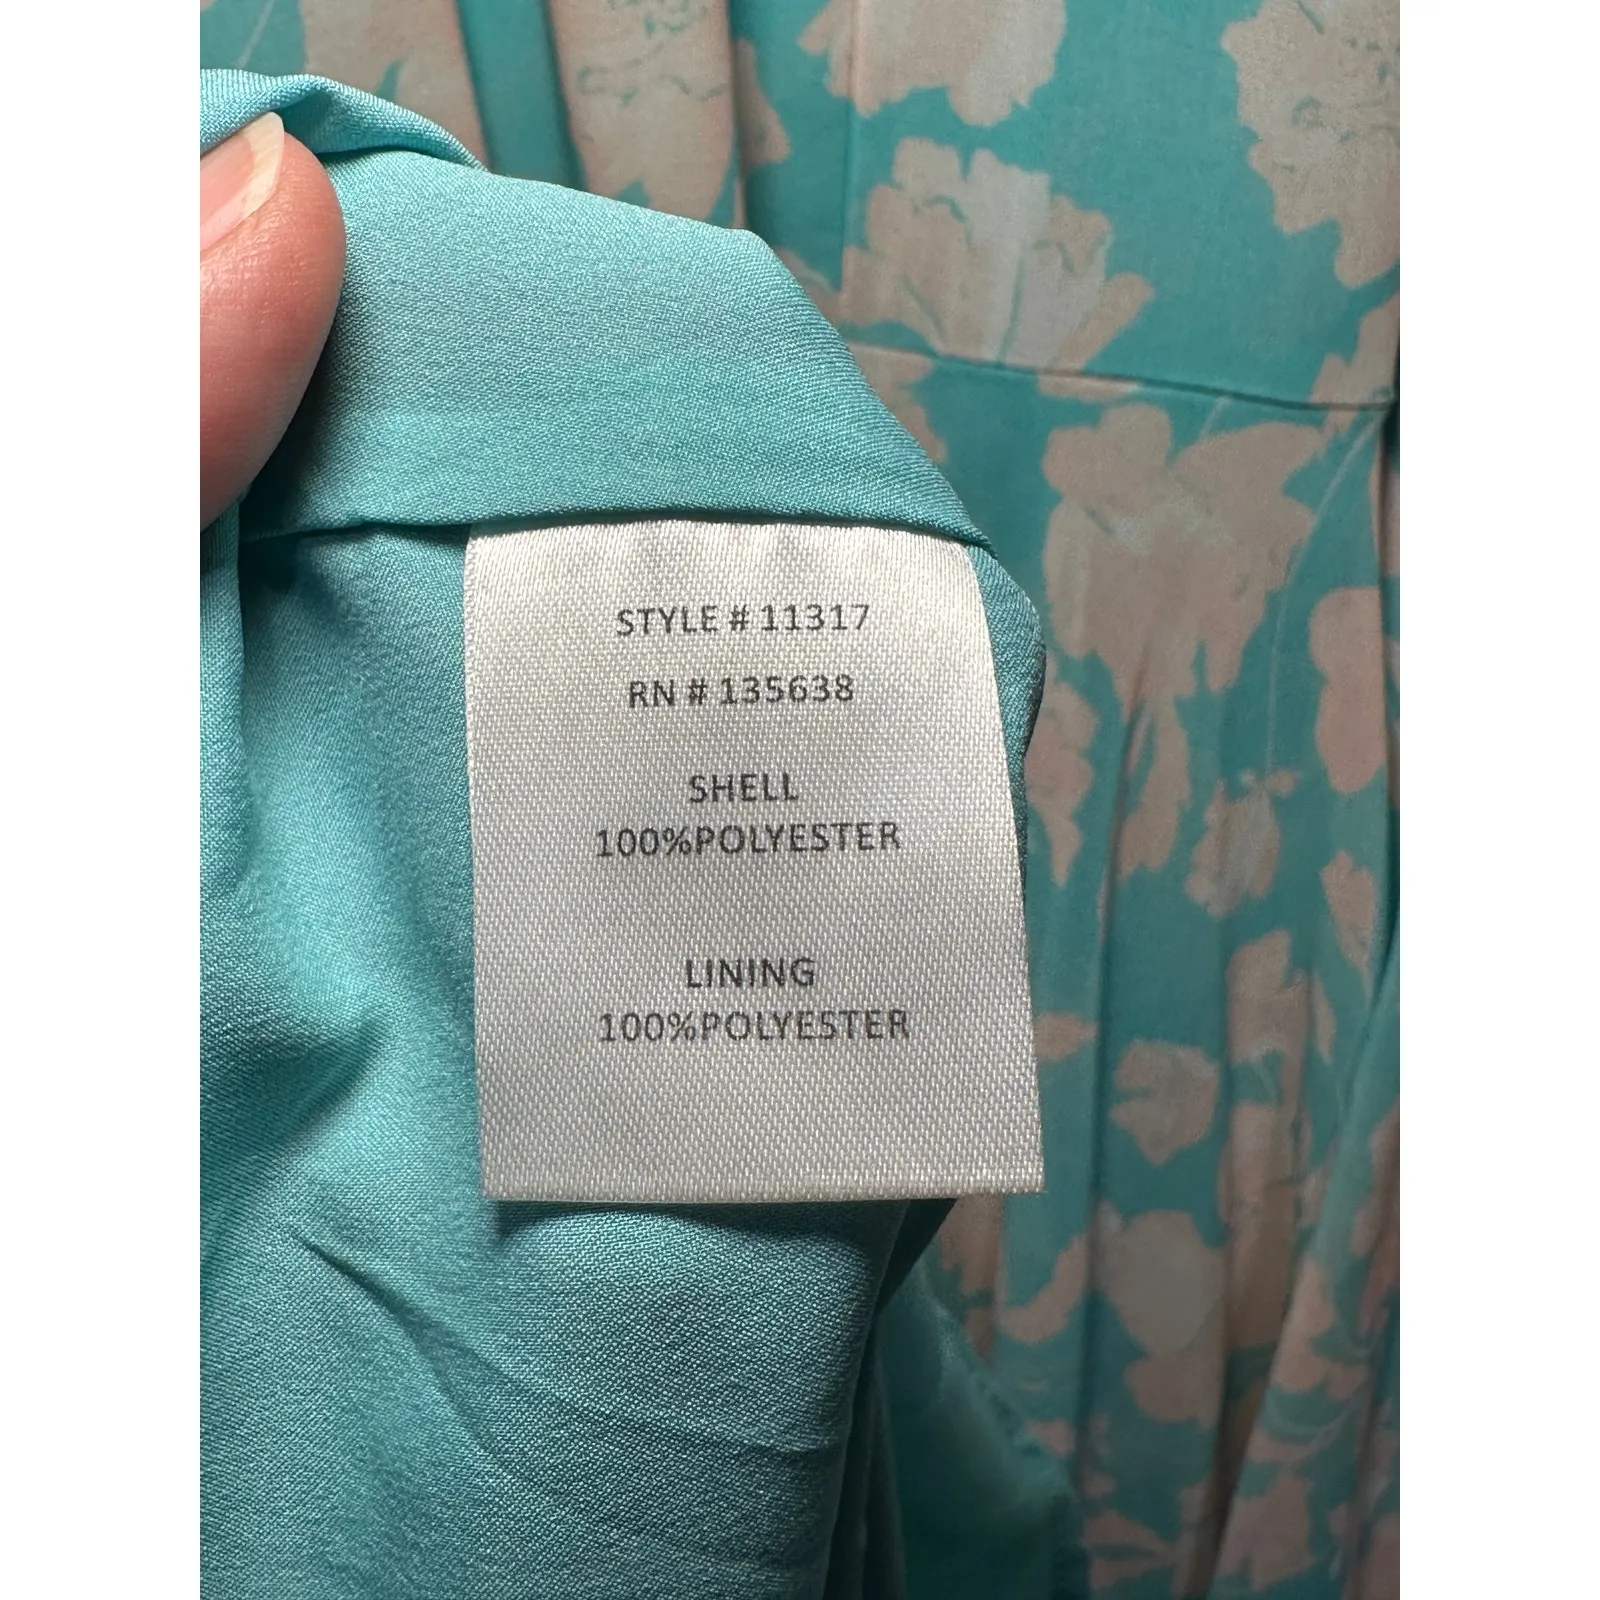 STYLE # 11317
RN # 135638
SHELL
100%POLYESTER
LINING
100%POLYESTER